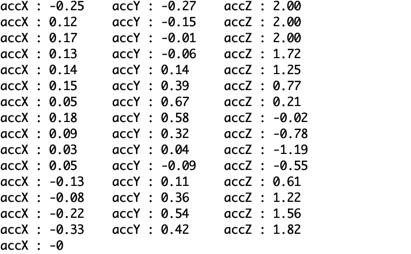 accX : -0.25 accY : -0.27 accZ : 2.00
accX : 0.12 accY : -0.15 accZ : 2.00
accX : 0.17 accY : -0.01 accZ : 2.00
accX : 0.13 accY : -0.06 accZ : 1.72
accX : 0.14 accY : 0.14 accZ : 1.25
accX : 0.15 accY : 0.39 accZ : 0.77
accX : 0.05 accY : 0.67 accZ : 0.21
accX : 0.18 accY : 0.58 accZ : -0.02
accX : 0.09 accY : 0.32 accZ : -0.78
accX : 0.03 accY : 0.04 accZ : -1.19
accX : 0.05 accY : -0.09 accZ : -0.55
accX : -0.13 accY : 0.11 accZ : 0.61
accX : -0.08 accY : 0.36 accZ : 1.22
accX : -0.22 accY : 0.54 accZ : 1.56
accX : -0.33 accY : 0.42 accZ : 1.82
accX : -0